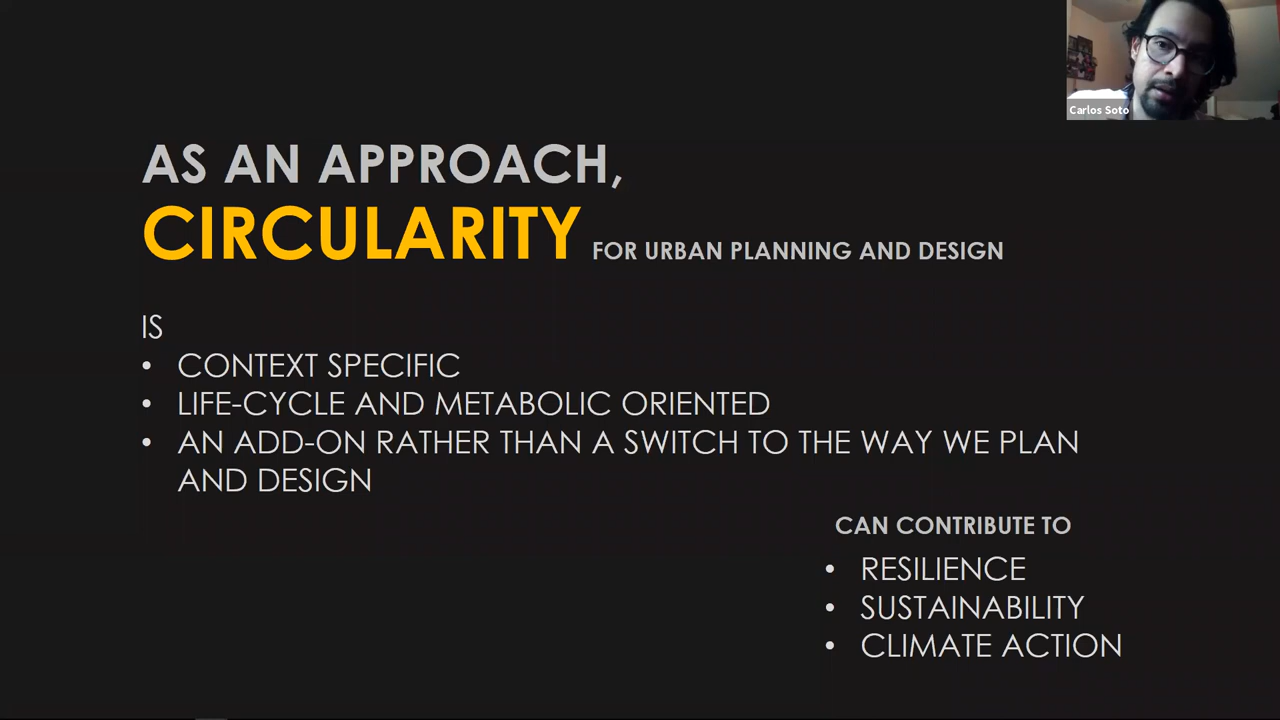 Carlos Soto
AS AN APPROACH,
CIRCULARITY FOR URBAN PLANNING AND DESIGN
IS
• CONTEXT SPECIFIC
• LIFE-CYCLE AND METABOLIC ORIENTED
• AN ADD-ON RATHER THAN A SWITCH TO THE WAY WE PLAN
AND DESIGN
CAN CONTRIBUTE TO
• RESILIENCE
• SUSTAINABILITY
• CLIMATE ACTION